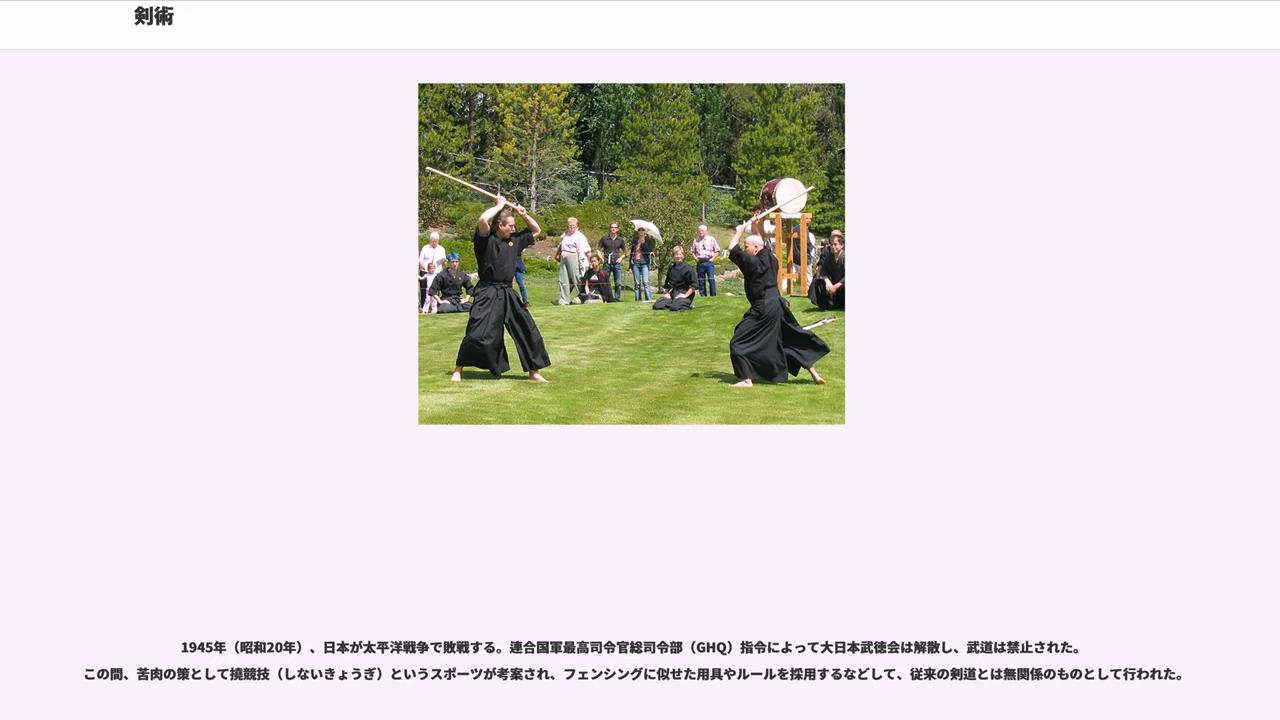 剣術
1945年（昭和20年）、日本が太平洋戦争で敗戦する。連合国軍最高司令官総司令部（GHQ）指令によって大日本武徳会は解散し、武道は禁止された。
この間、苦肉の策として撓競技（しないきょうぎ）というスポーツが考案され、フェンシングに似せた用具やルールを採用するなどして、従来の剣道とは無関係のものとして行われた。